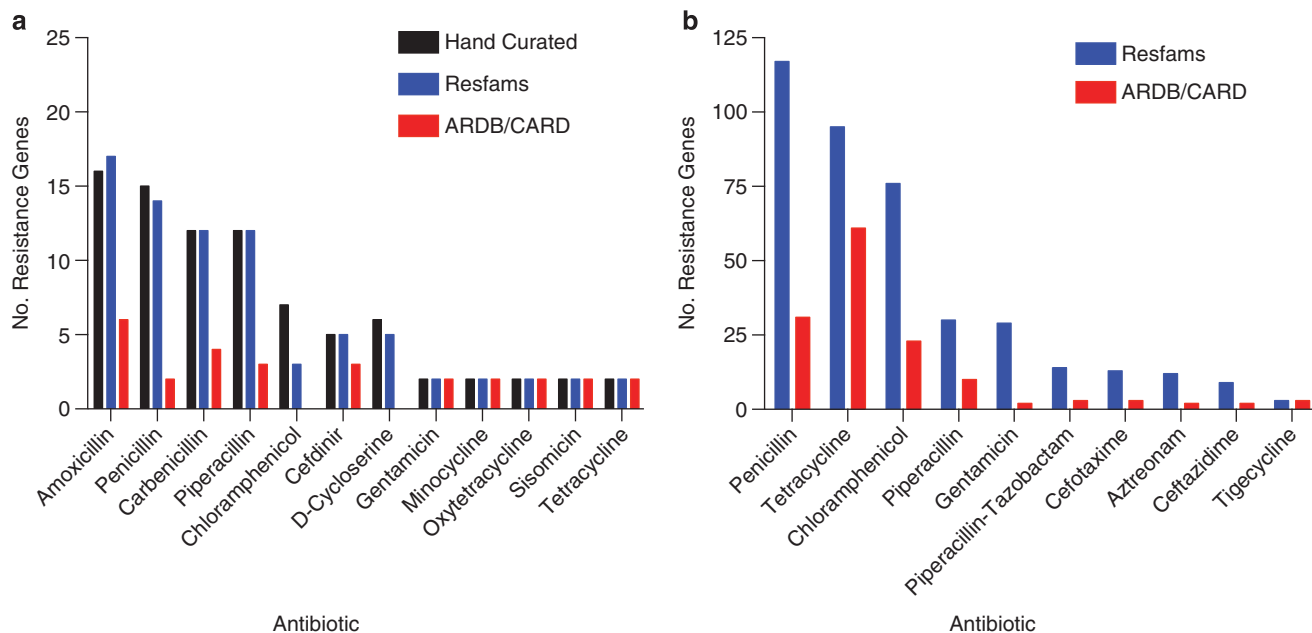 a
25
20
15
10
5
0
No. Resistance Genes
Hand Curated
Resfams
ARDB/CARD
Amoxicillin
Penicillin
Carbenicillin
Piperacillin
Chloramphenicol
Cefdinir
D-Cycloserine
Gentamicin
Minocycline
Oxytetracycline
Sisomicin
Tetracycline
Antibiotic
b
125
100
75
50
25
0
No. Resistance Genes
Resfams
ARDB/CARD
Penicillin
Tetracycline
Chloramphenicol
Piperacillin
Gentamicin
Piperacillin-Tazobactam
Cefotaxime
Aztreonam
Ceftazidime
Tigecycline
Antibiotic